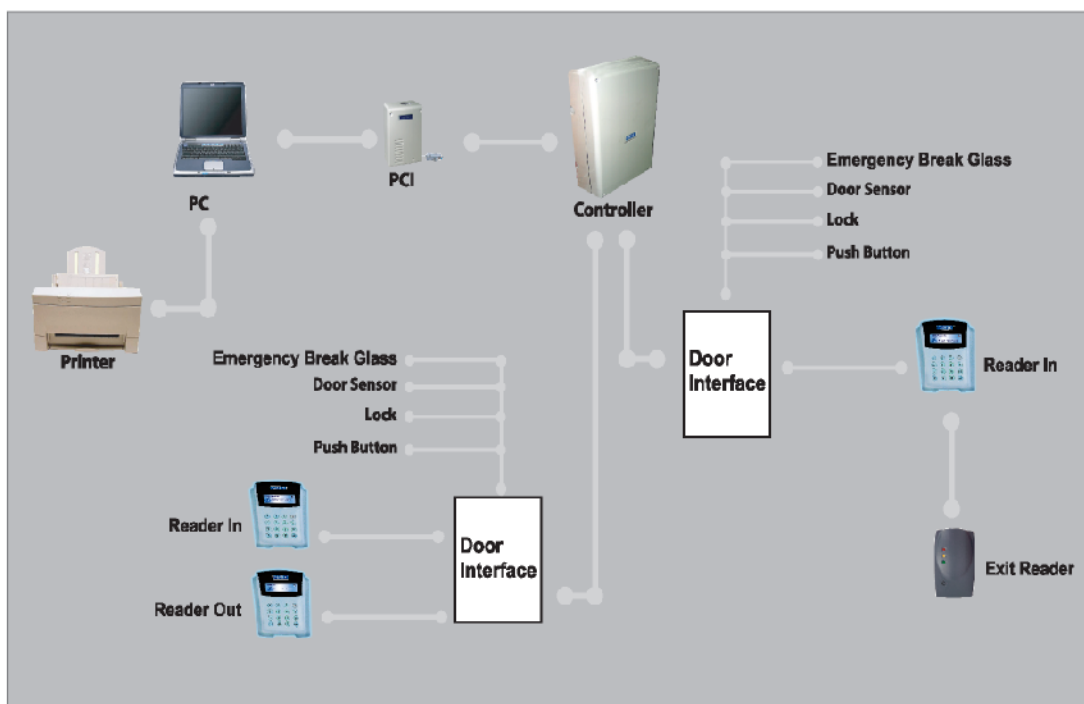 PC
PCI
Controller
Printer
Emergency Break Glass
Door Sensor
Lock
Push Button
Door
Interface
Reader In
Exit Reader
Emergency Break Glass
Door Sensor
Lock
Push Button
Reader In
Reader Out
Door
Interface